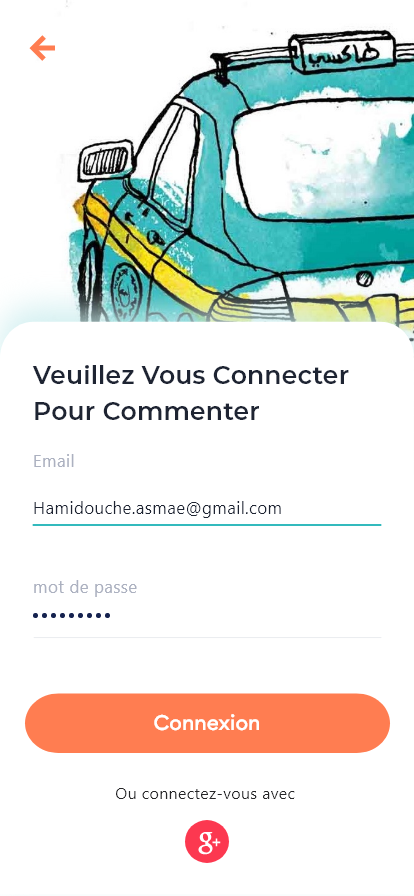 طاكسي
Veuillez Vous Connecter
Pour Commenter
Email
Hamidouche.asmae@gmail.com
mot de passe
•••••••••
Connexion
Ou connectez-vous avec
g+